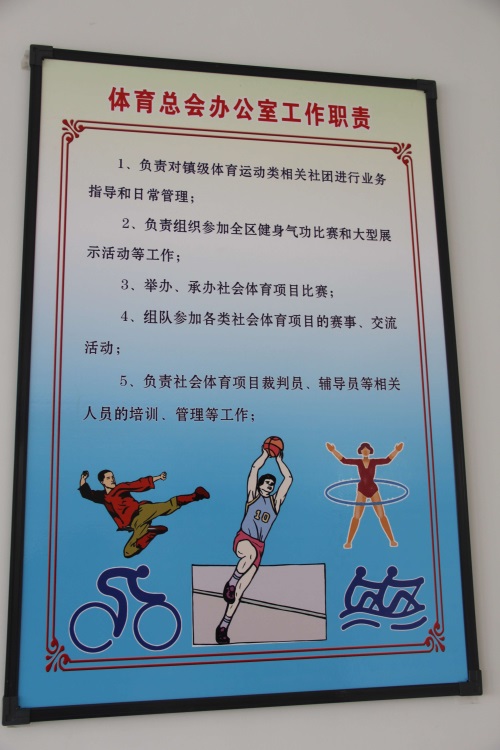 体育总会办公室工作职责
1、负责对镇级体育运动类相关社团进行业务
指导和日常管理；
2、负责组织参加全区健身气功比赛和大型展
示活动等工作；
3、举办、承办社会体育项目比赛；
4、组队参加各类社会体育项目的赛事、交流
活动；
5、负责社会体育项目裁判员、辅导员等相关
人员的培训、管理等工作；
10